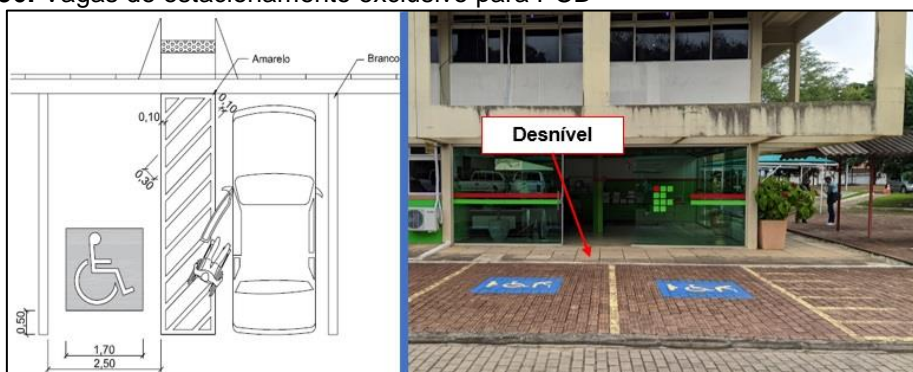 Vagas de estacionamento exclusivo para PCD
Amarelo
Branco
0,10
0,10
0,30
0,50
1,70
2,50
Desnível